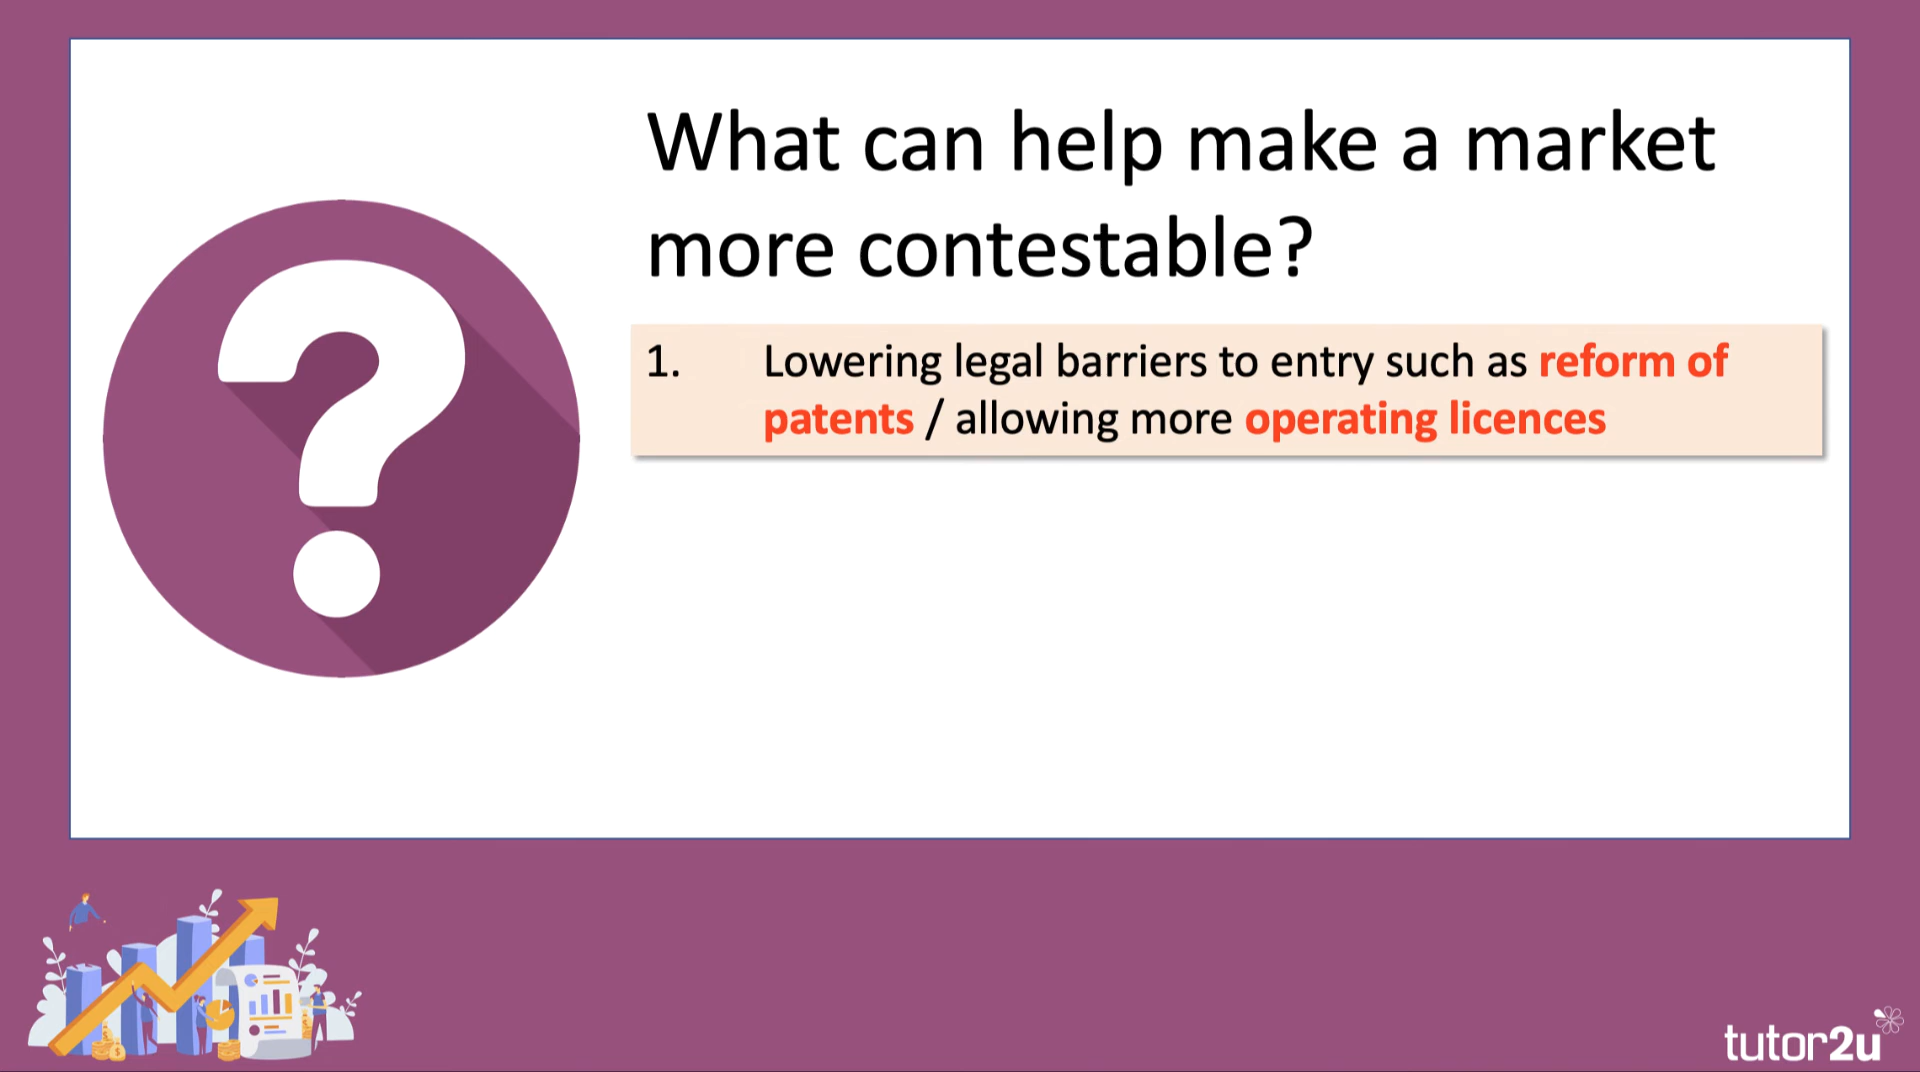 What can help make a market
more contestable?
1. Lowering legal barriers to entry such as reform of
patents / allowing more operating licences
tutor2u